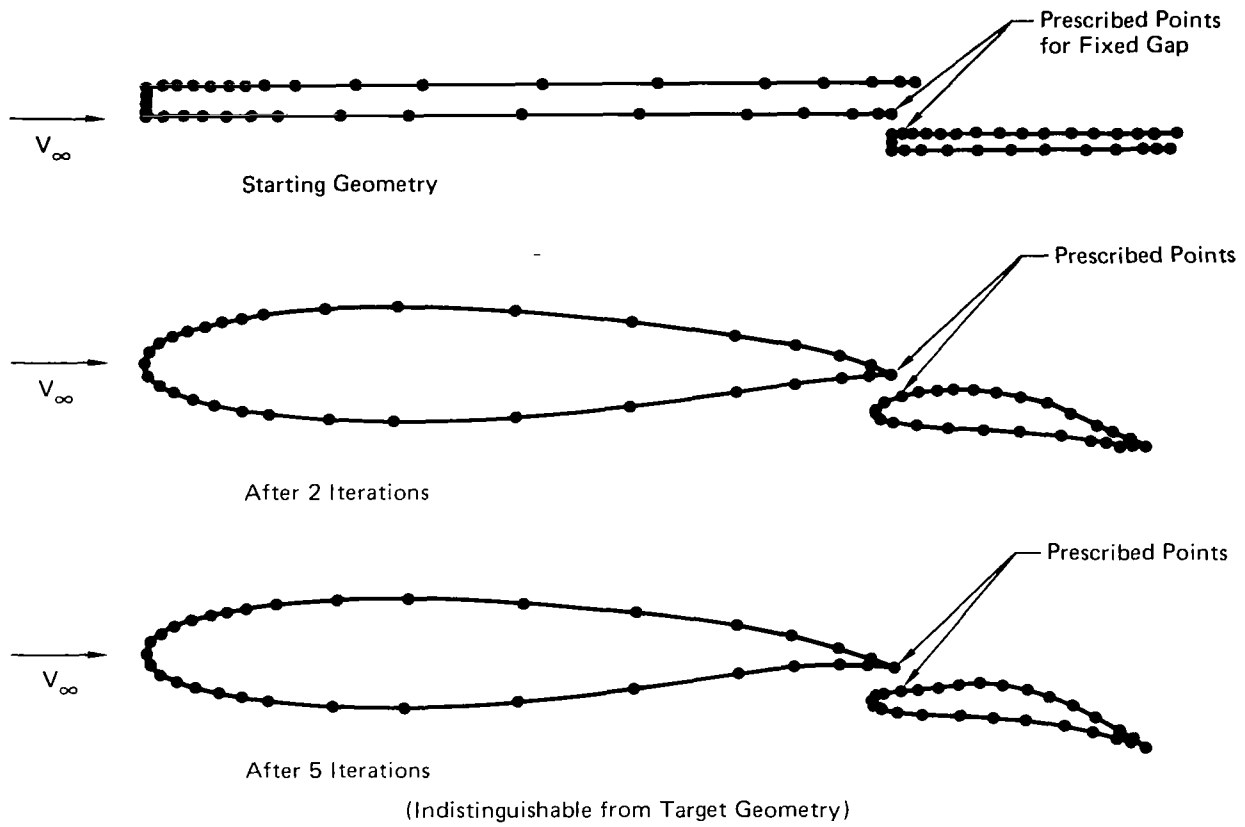 Prescribed Points
for Fixed Gap
V∞
Starting Geometry
Prescribed Points
V∞
After 2 Iterations
Prescribed Points
V∞
After 5 Iterations
(Indistinguishable from Target Geometry)